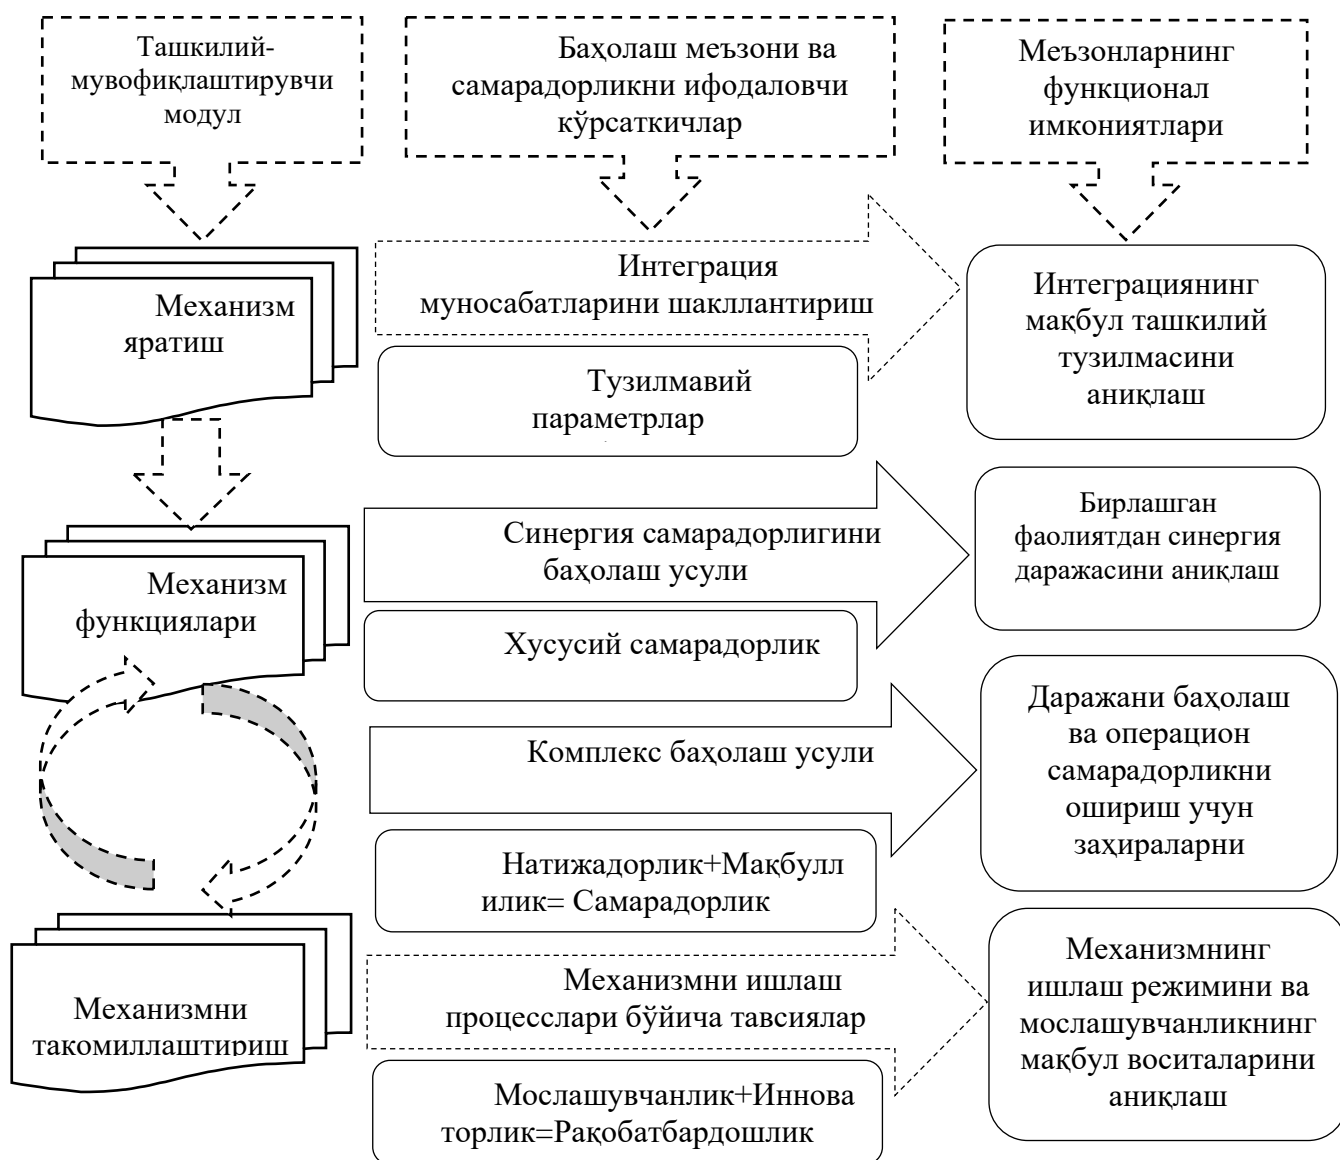 Ташкилий-
мувофиқлаштирувчи
модул
Баҳолаш меъзони ва
самарадорликни ифодаловчи
кўрсаткичлар
Меъзонларнинг
функционал
имкониятлари
Механизм
яратиш
Интеграция
муносабатларини шакллантириш
Тузилмавий
параметрлар
Интеграциянинг
мақбул ташкилий
тузилмасини
аниқлаш
Механизм
функциялари
Синергия самарадорлигини
баҳолаш усули
Хусусий самарадорлик
Бирлашган
фаолиятдан синергия
даражасини аниқлаш
Комплекс баҳолаш усули
Натижадорлик+Мақбулл
илик= Самарадорлик
Даражани баҳолаш
ва операцион
самарадорликни
ошириш учун
заҳираларни
Механизмни
такомиллаштириш
Механизмни ишлаш
процесслари бўйича тавсиялар
Мослашувчанлик+Иннова
торлик=Рақобатбардошлик
Механизмнинг
ишлаш режимини ва
мослашувчанликнинг
мақбул воситаларини
аниқлаш